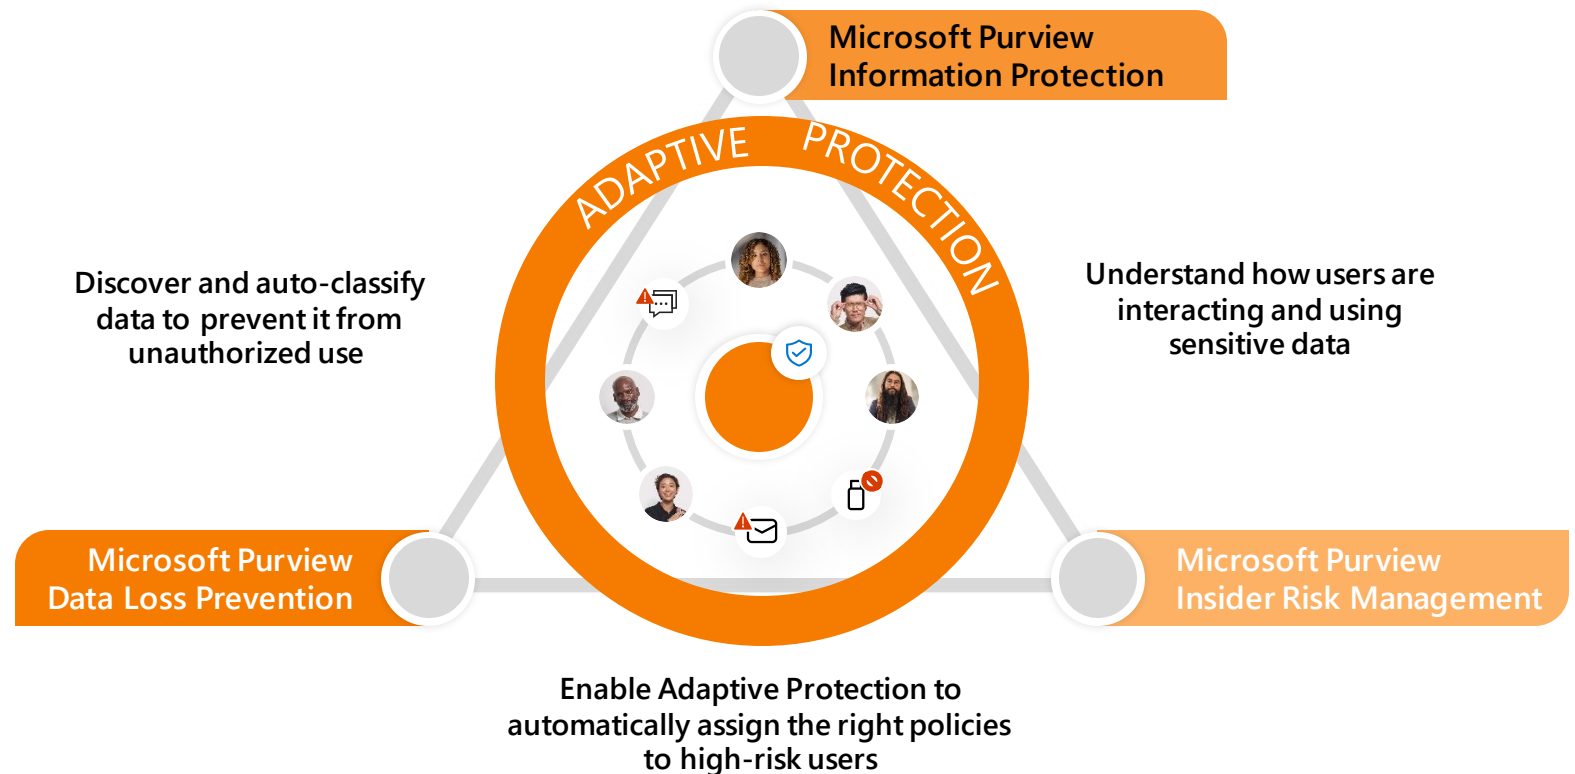 Microsoft Purview
Information Protection
ADAPTIVE PROTECTION
Discover and auto-classify
data to prevent it from
unauthorized use
Understand how users are
interacting and using
sensitive data
Microsoft Purview
Data Loss Prevention
Microsoft Purview
Insider Risk Management
Enable Adaptive Protection to
automatically assign the right policies
to high-risk users